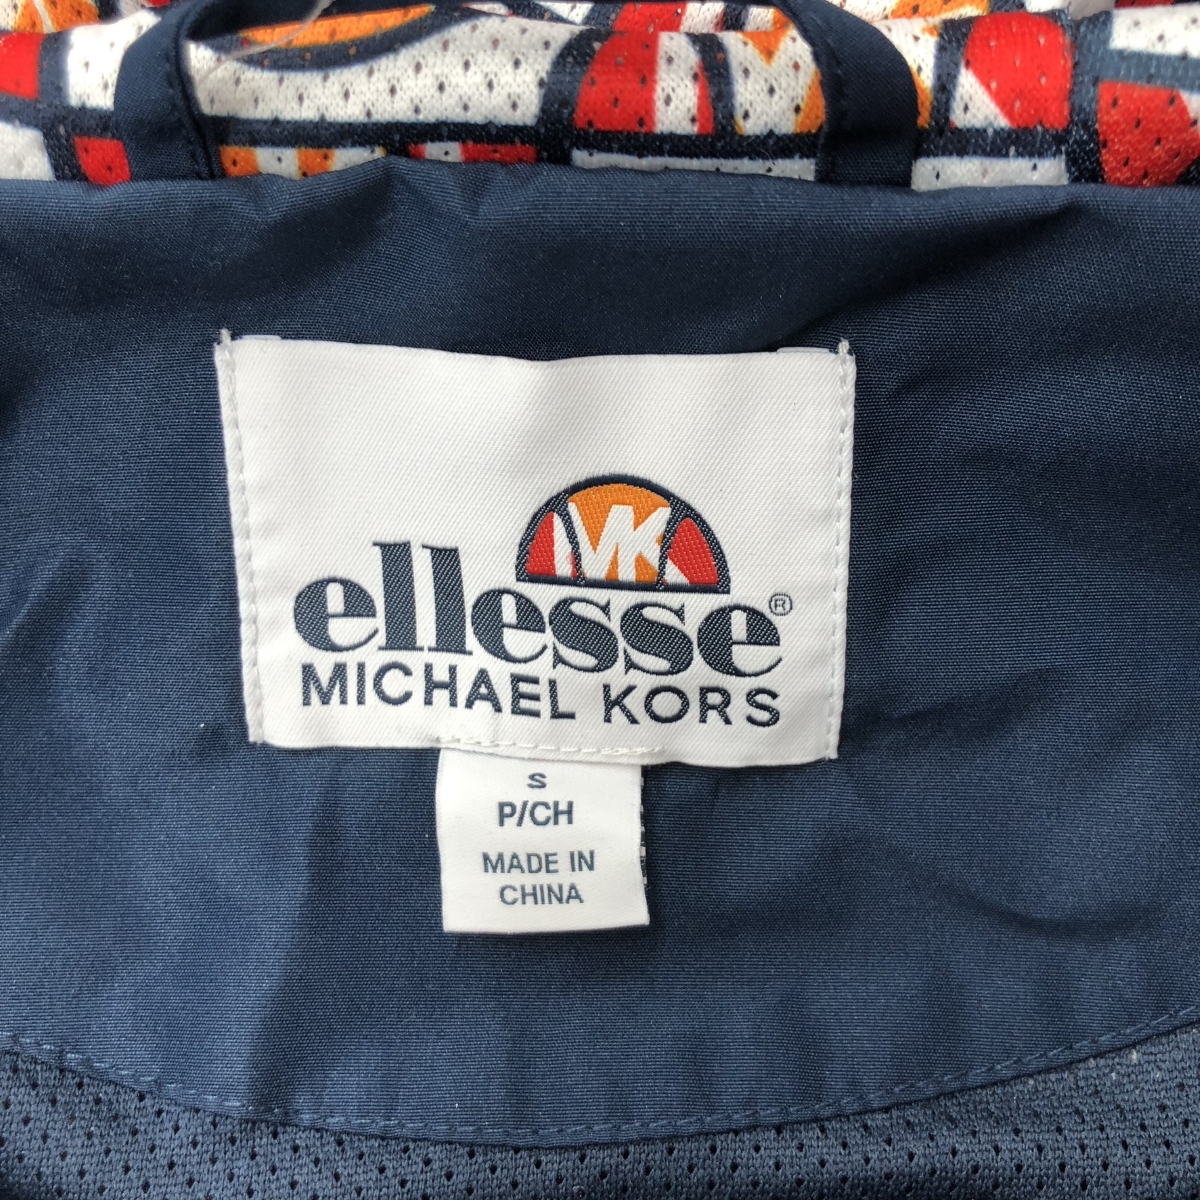 MK
ellesse®
MICHAEL KORS
S
P/CH
MADE IN
CHINA